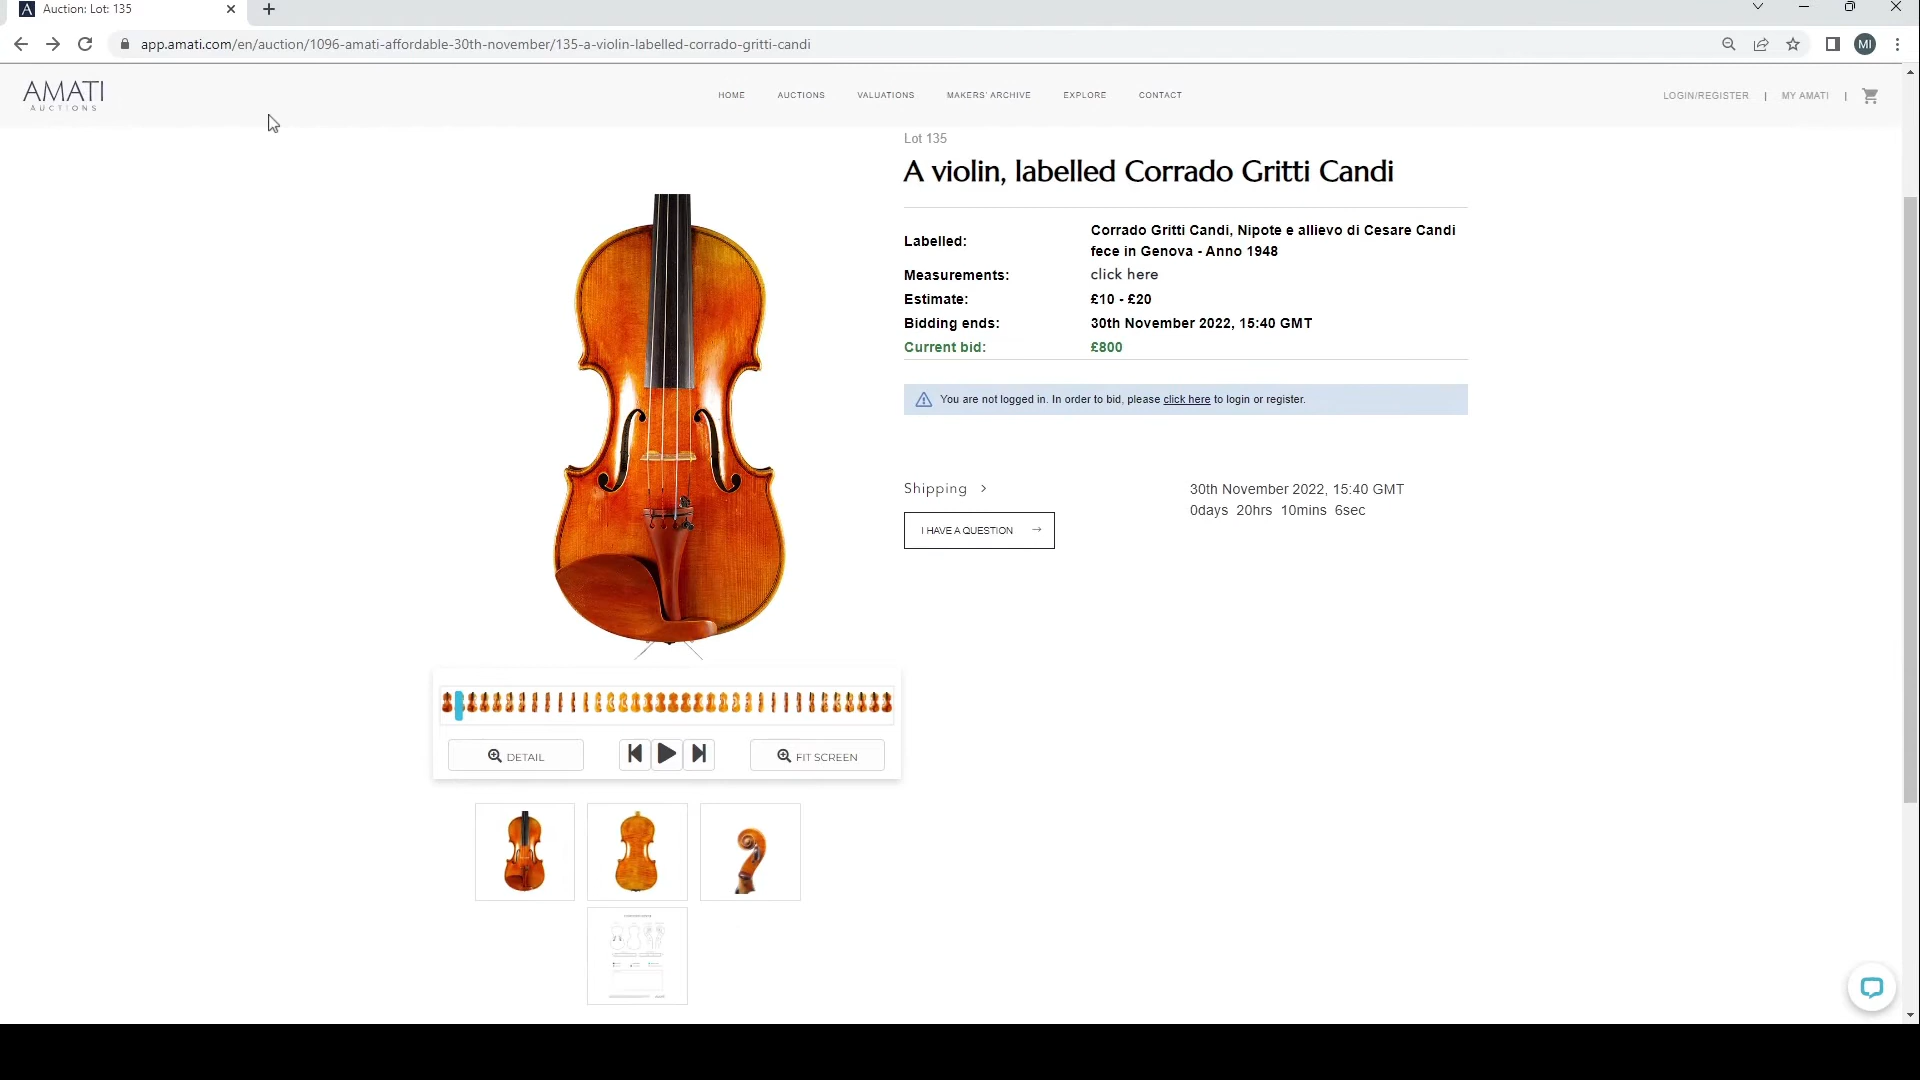 Auction: Lot: 135
app.amati.com/en/auction/1096-amati-affordable-30th-november/135-a-violin-labelled-corrado-gritti-candi
MI
AMATI
AUCTIONS
HOME
AUCTIONS
VALUATIONS
MAKERS' ARCHIVE
EXPLORE
CONTACT
LOGIN/REGISTER | MY AMATI |
Lot 135
A violin, labelled Corrado Gritti Candi
Labelled:
Corrado Gritti Candi, Nipote e allievo di Cesare Candi
fece in Genova - Anno 1948
Measurements: click here
Estimate: £10 - £20
Bidding ends: 30th November 2022, 15:40 GMT
Current bid: £800
You are not logged in. In order to bid, please click here to login or register.
Shipping >
30th November 2022, 15:40 GMT
0days 20hrs 10mins 6sec
I HAVE A QUESTION →
DETAIL
FIT SCREEN